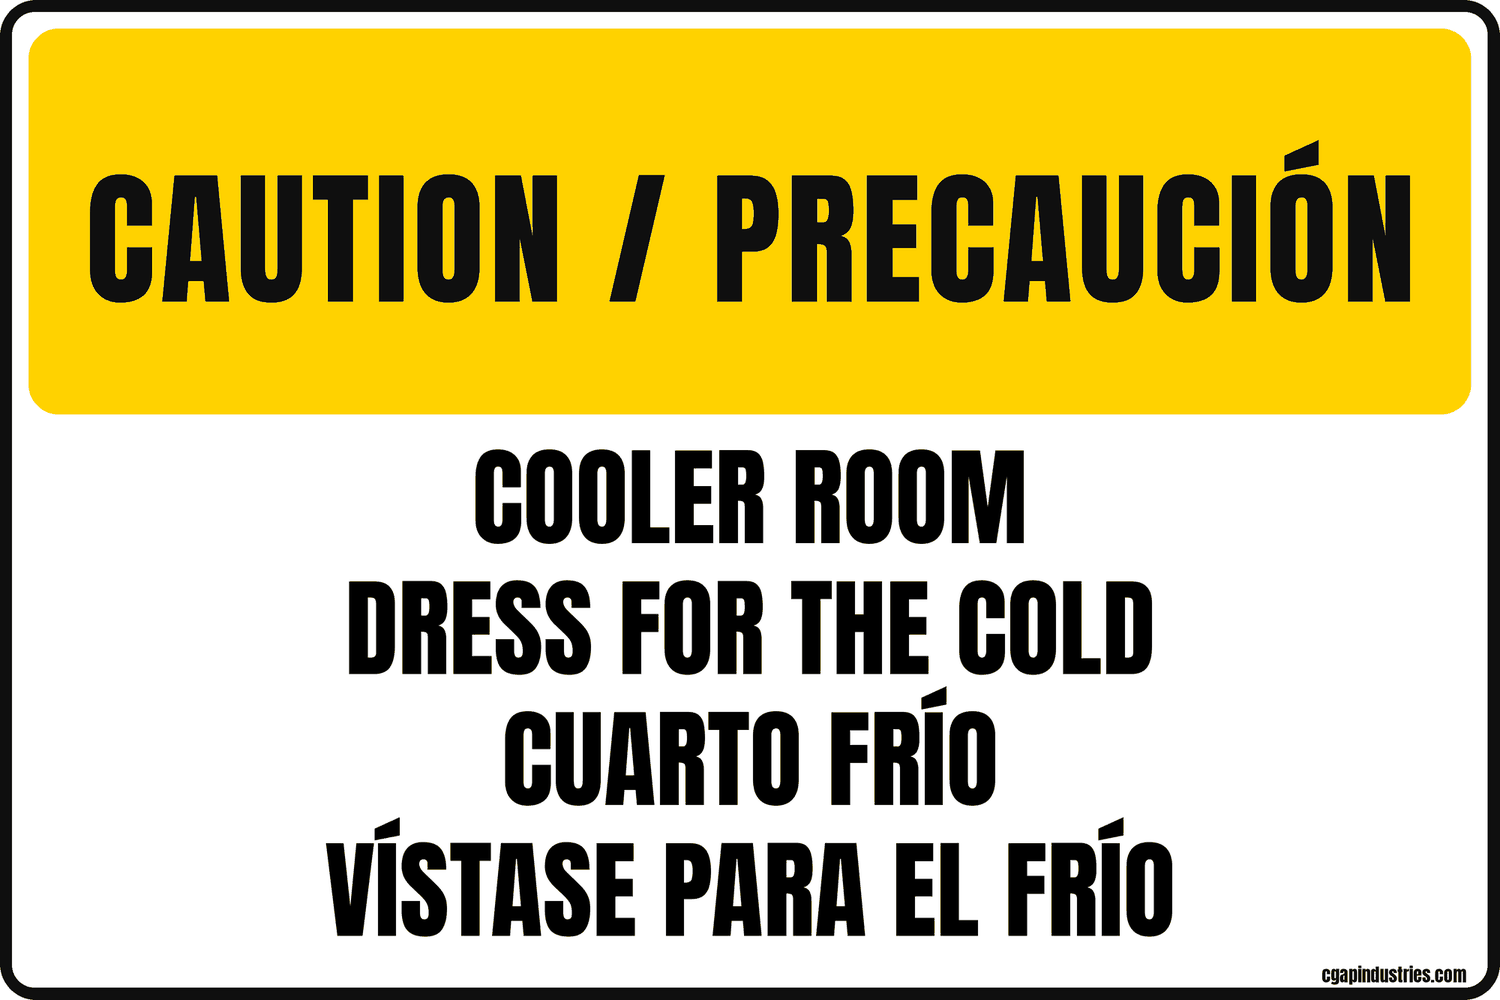 CAUTION / PRECAUCIÓN
COOLER ROOM
DRESS FOR THE COLD
CUARTO FRÍO
VÍSTASE PARA EL FRÍO
cgapindustries.com